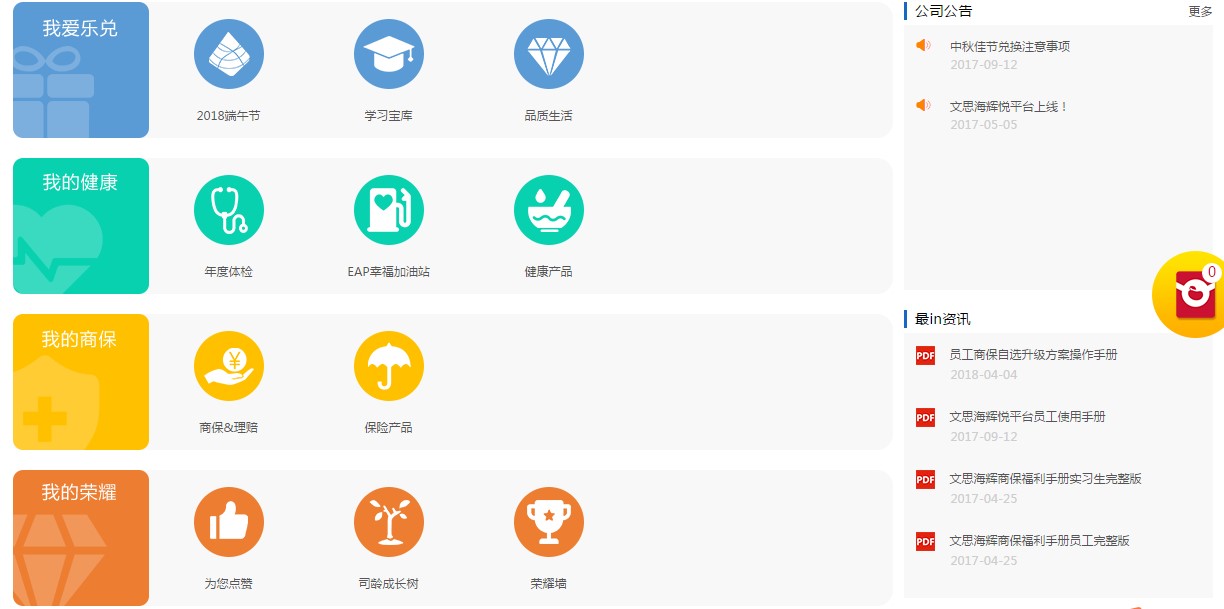 我爱乐兑
2018端午节
学习宝库
品质生活
我的健康
年度体检
EAP幸福加油站
健康产品
我的商保
¥
商保&理赔
保险产品
我的荣耀
为您点赞
司龄成长树
荣耀墙
公司公告
更多
中秋佳节兑换注意事项
2017-09-12
文思海辉悦平台上线！
2017-05-05
0
最in资讯
PDF 员工商保自选升级方案操作手册
2018-04-04
PDF 文思海辉悦平台员工使用手册
2017-09-12
PDF 文思海辉商保福利手册实习生完整版
2017-04-25
PDF 文思海辉商保福利手册员工完整版
2017-04-25